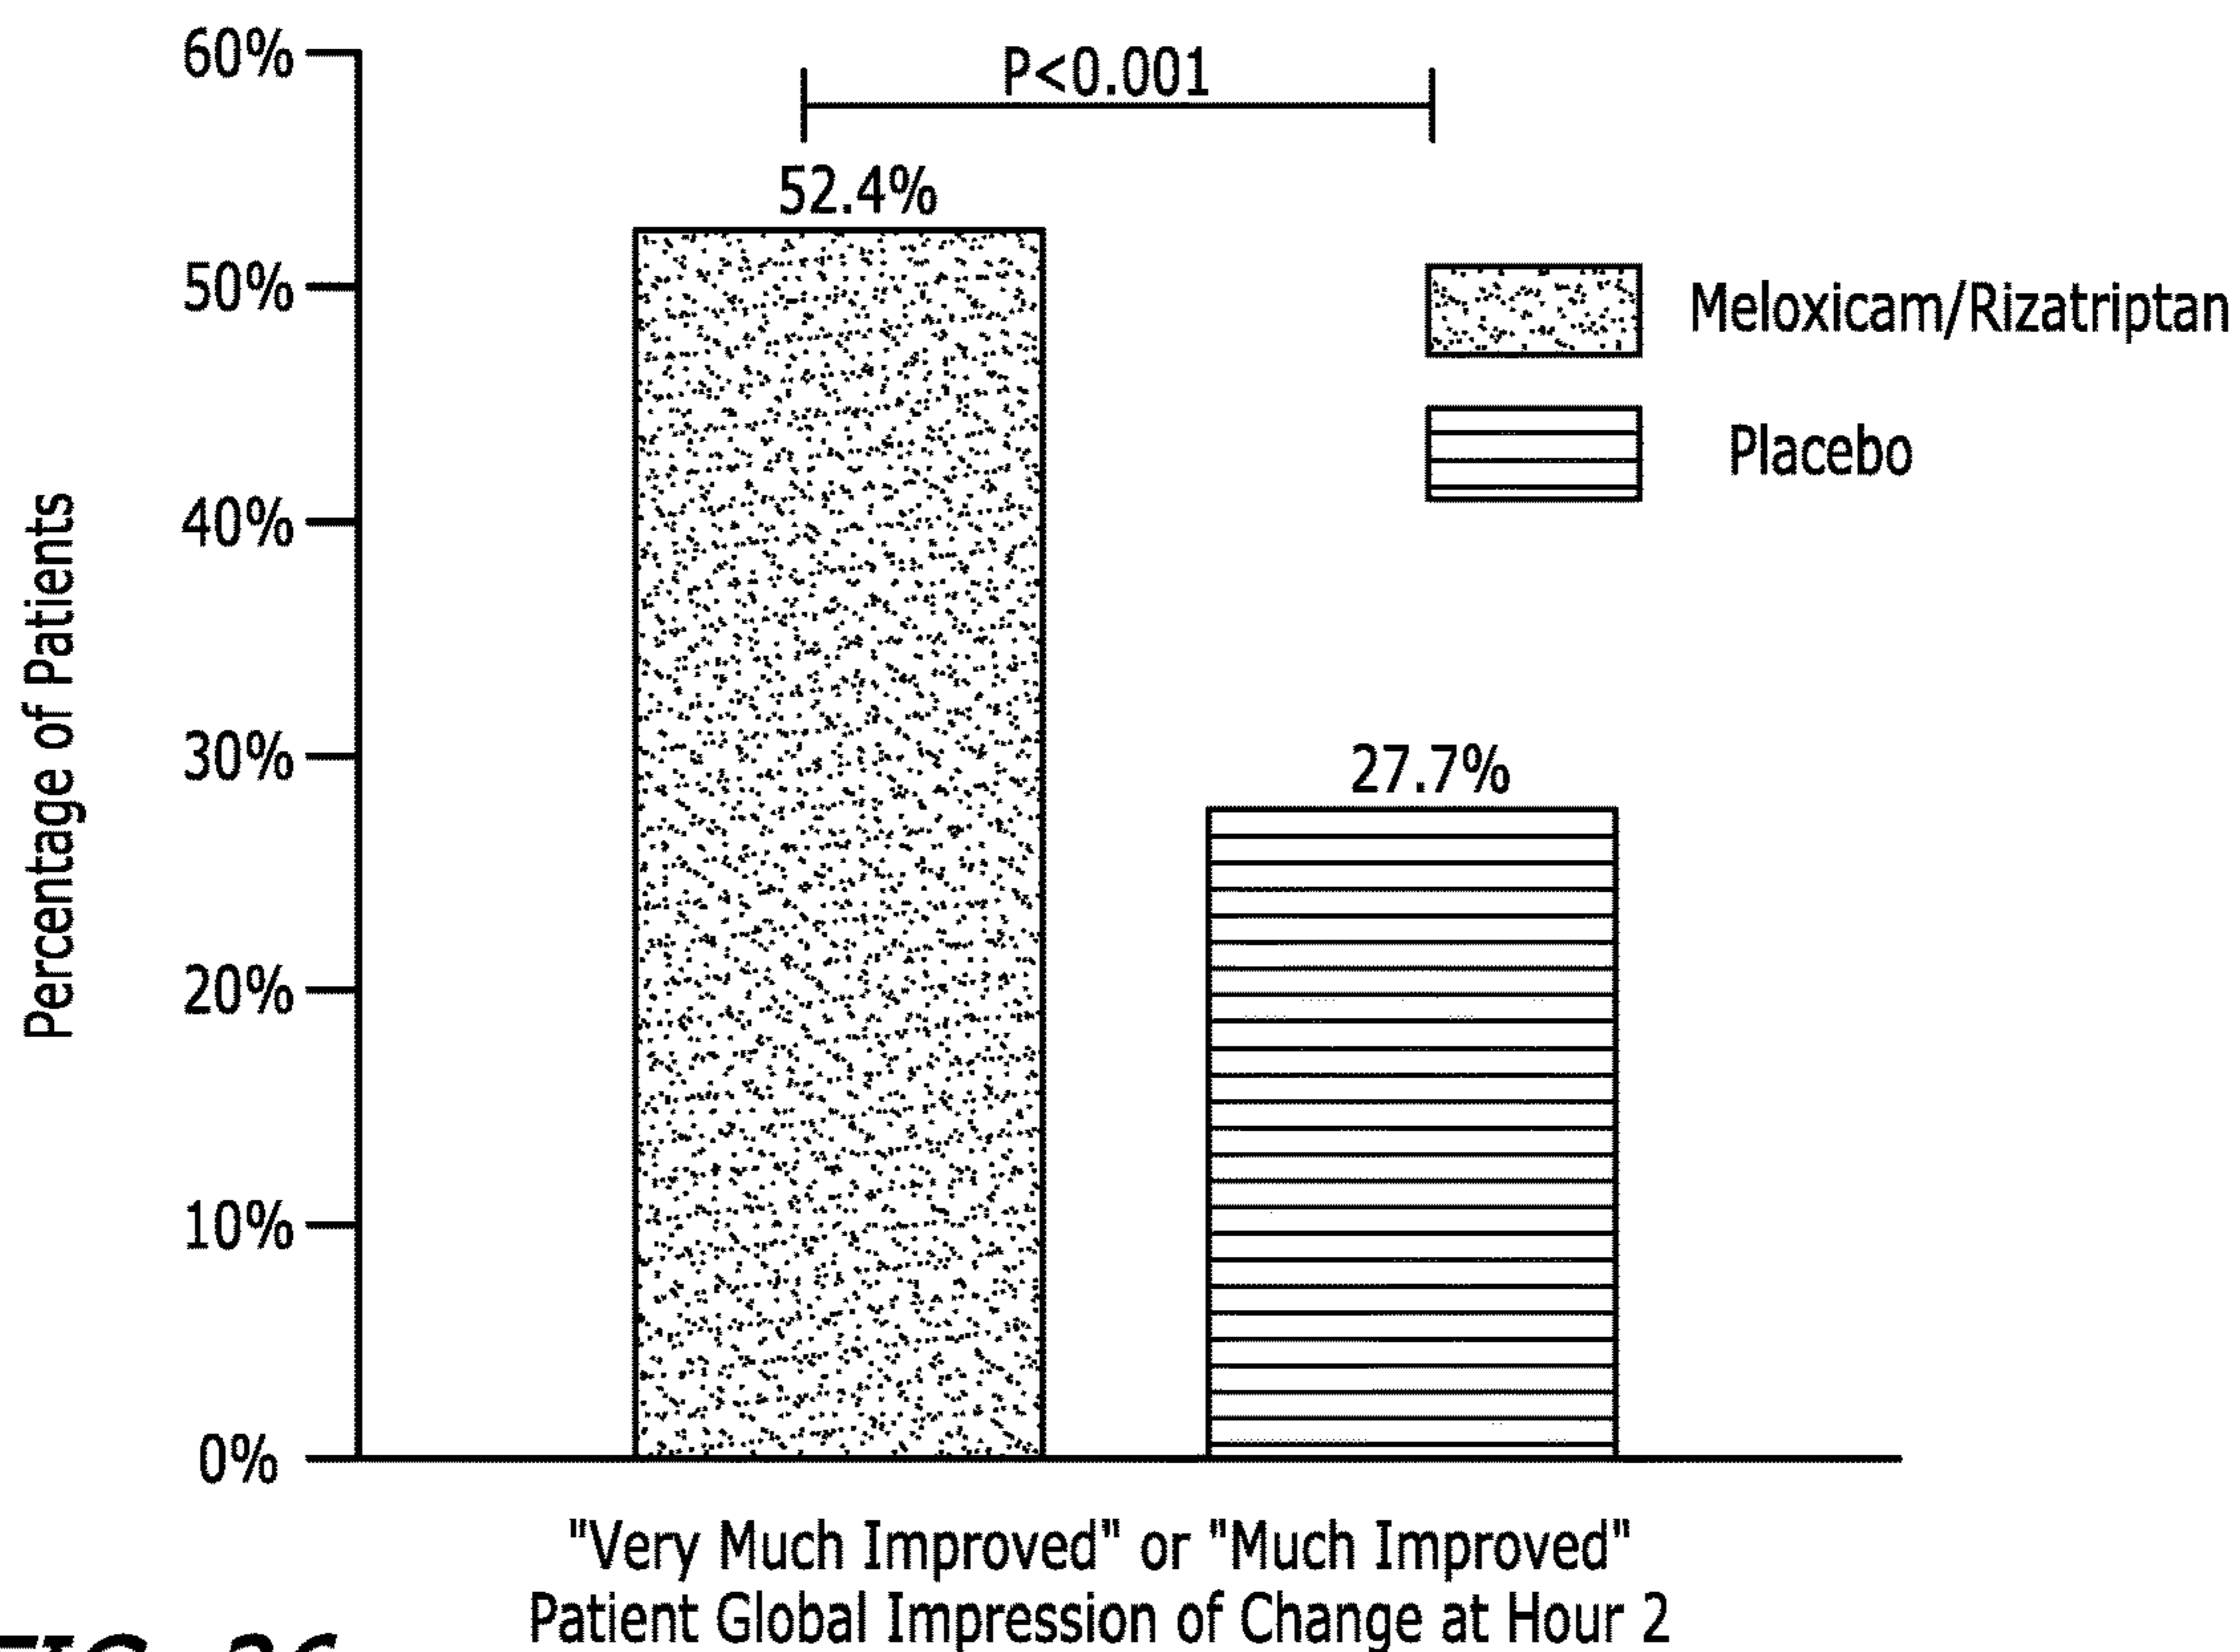 60%
P<0.001
52.4%
50%
Meloxicam/Rizatriptan
Placebo
40%
Percentage of Patients
30%
27.7%
20%
10%
0%
"Very Much Improved" or "Much Improved"
Patient Global Impression of Change at Hour 2